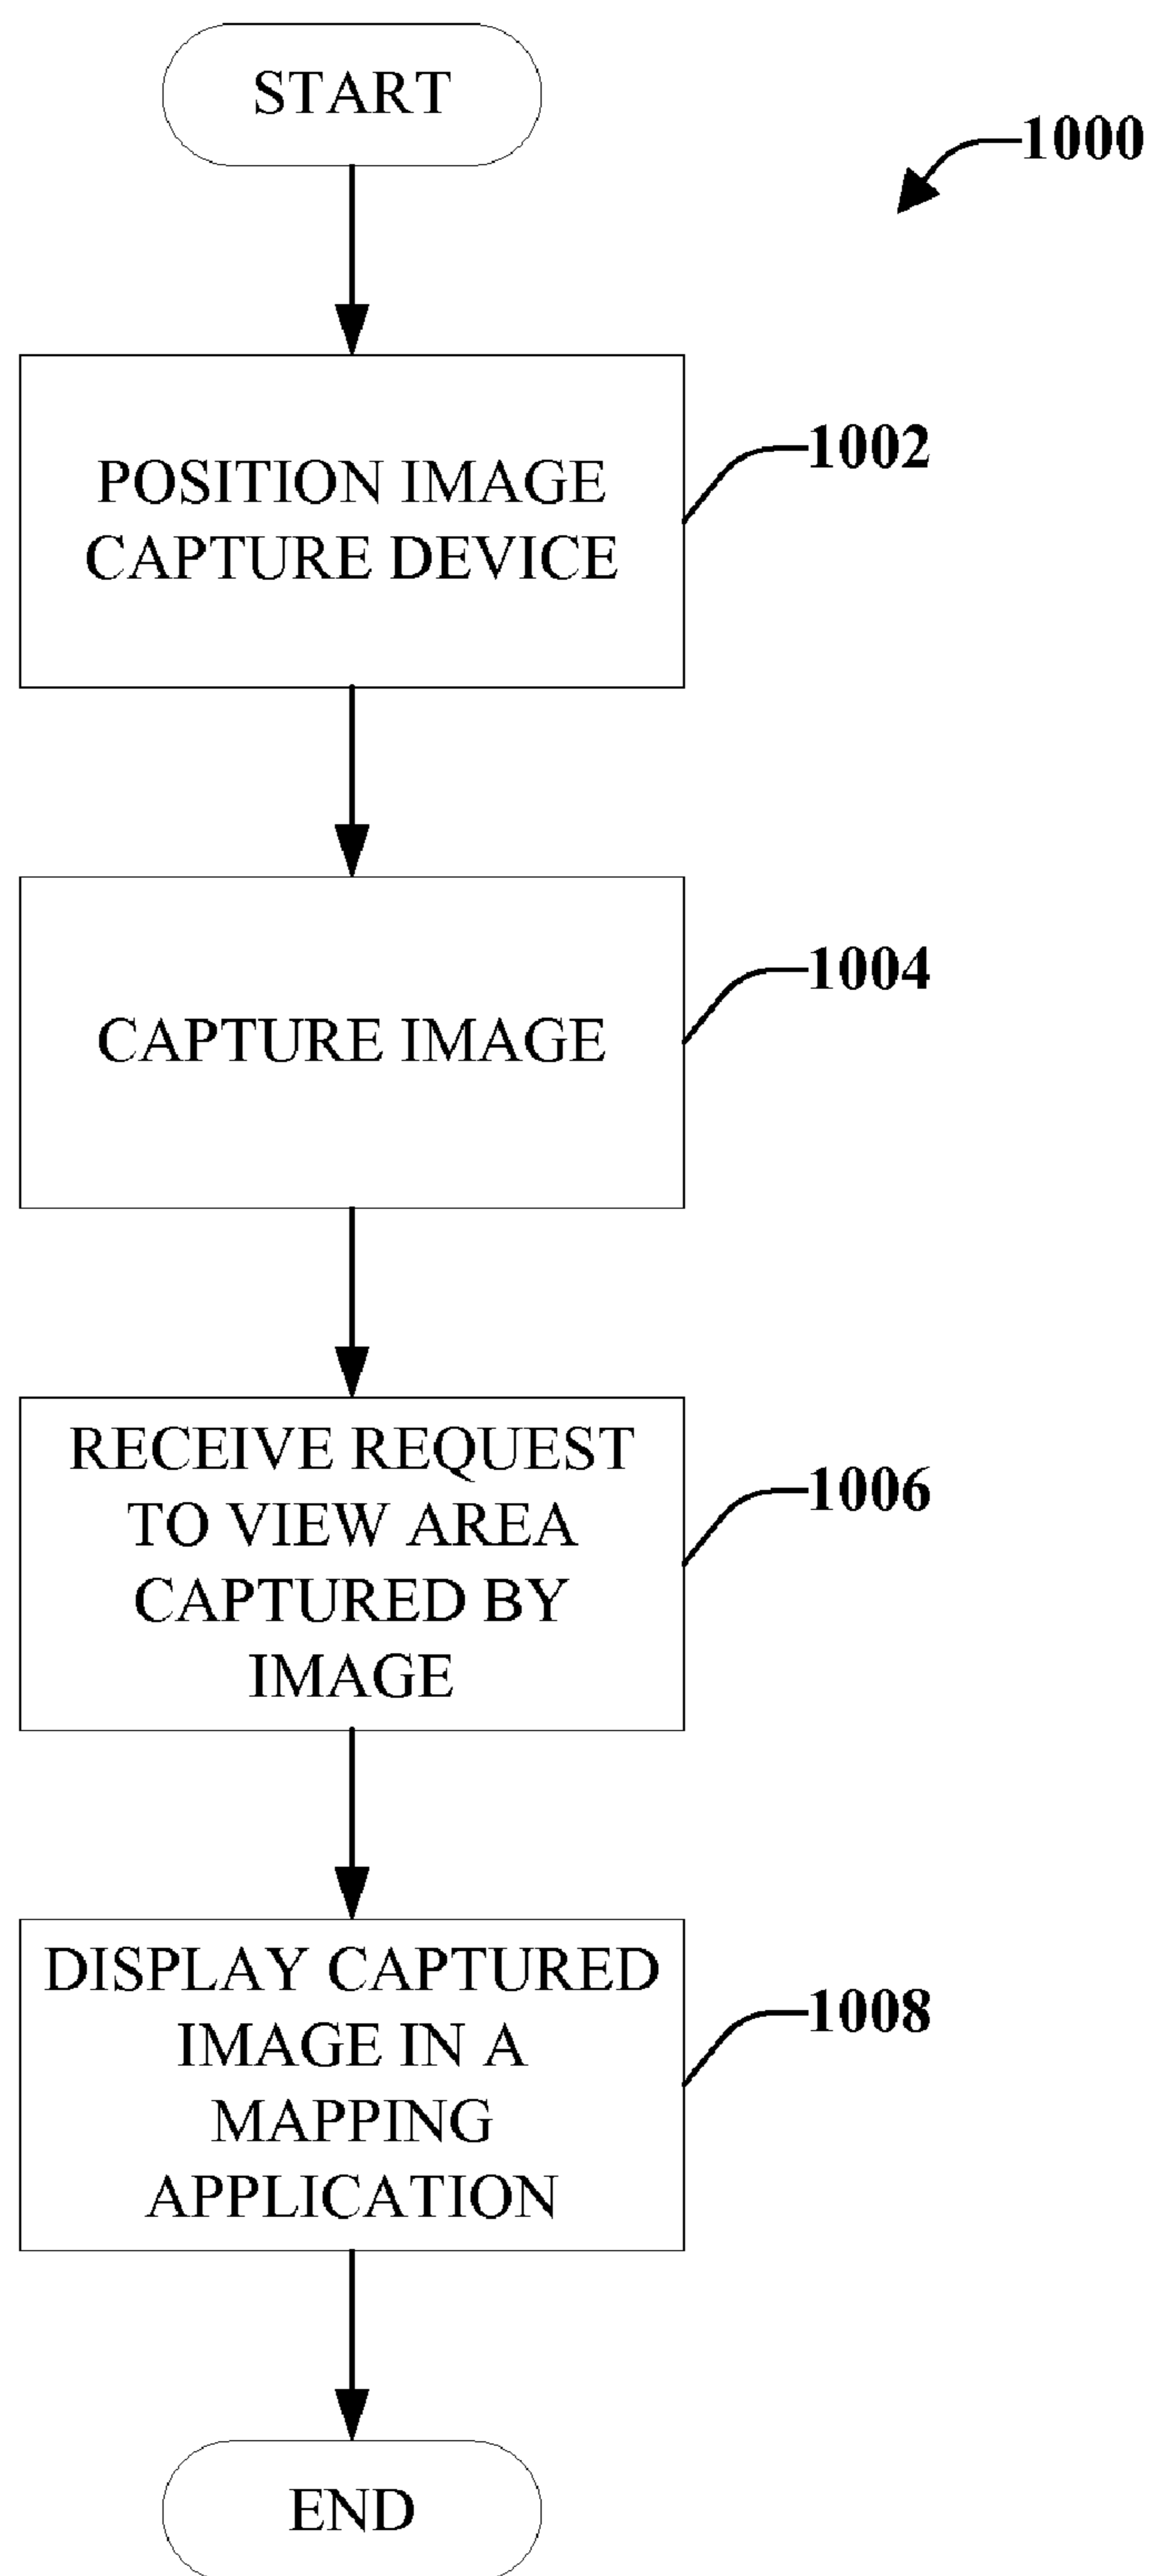 START
1000
POSITION IMAGE
CAPTURE DEVICE
1002
CAPTURE IMAGE
1004
RECEIVE REQUEST
TO VIEW AREA
CAPTURED BY
IMAGE
1006
DISPLAY CAPTURED
IMAGE IN A
MAPPING
APPLICATION
1008
END